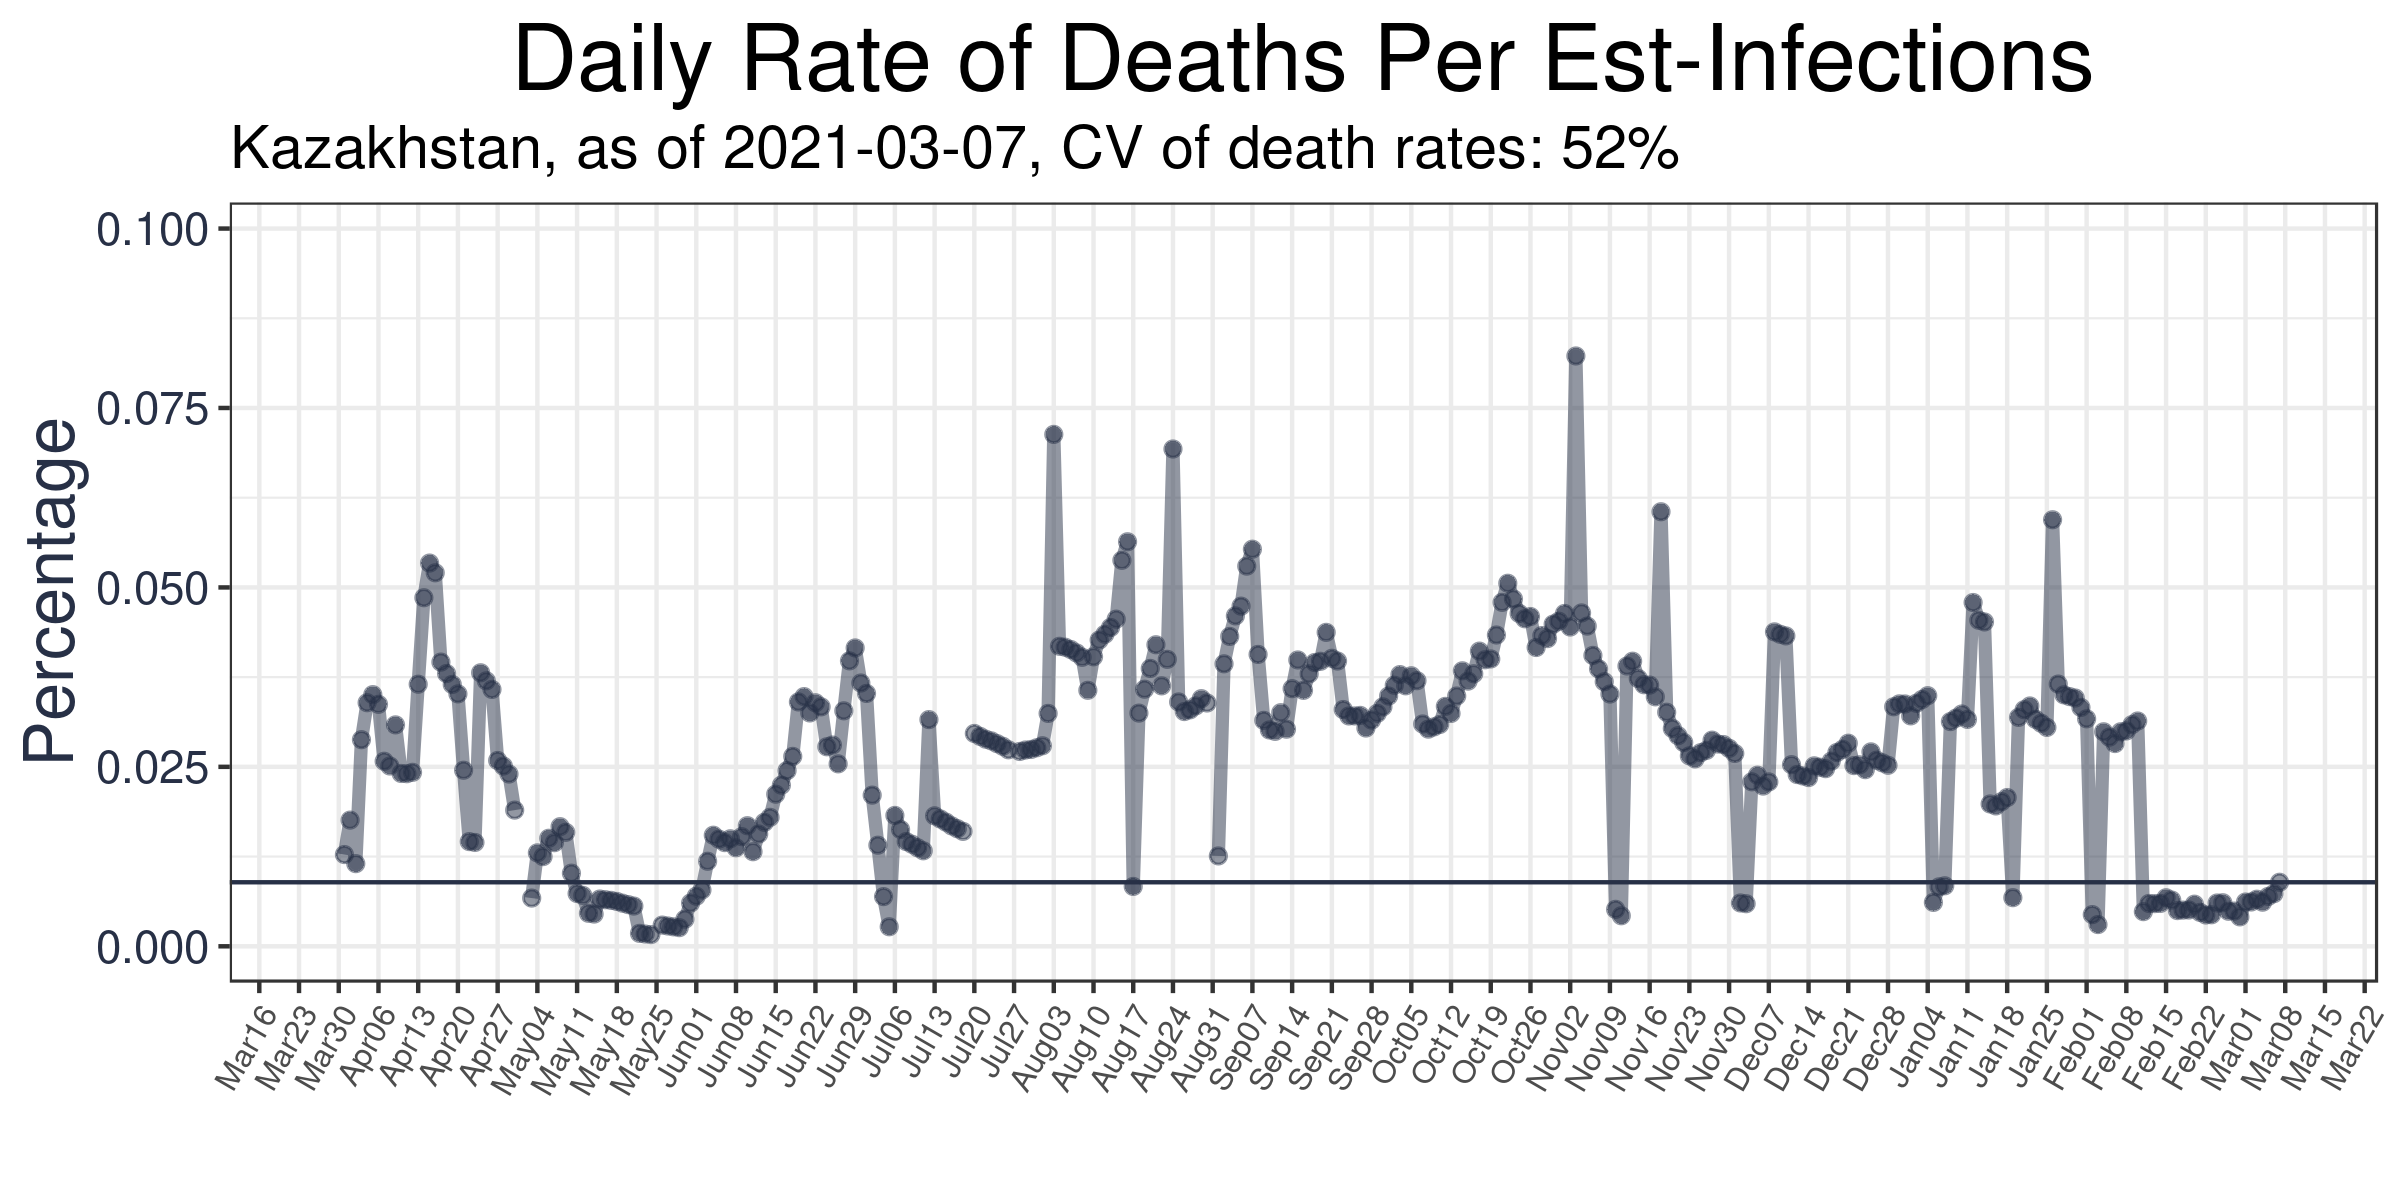 Daily Rate of Deaths Per Est-Infections
Kazakhstan, as of 2021-03-07, CV of death rates: 52%
Percentage
0.100
0.075
0.050
0.025
0.000
Mar16
Mar23
Mar30
Apr06
Apr13
Apr20
Apr27
May04
May11
May18
May25
Jun01
Jun08
Jun15
Jun22
Jun29
Jul06
Jul13
Jul20
Jul27
Aug03
Aug10
Aug17
Aug24
Aug31
Sep07
Sep14
Sep21
Sep28
Oct05
Oct12
Oct19
Oct26
Nov02
Nov09
Nov16
Nov23
Nov30
Dec07
Dec14
Dec21
Dec28
Jan04
Jan11
Jan18
Jan25
Feb01
Feb08
Feb15
Feb22
Mar01
Mar08
Mar15
Mar22